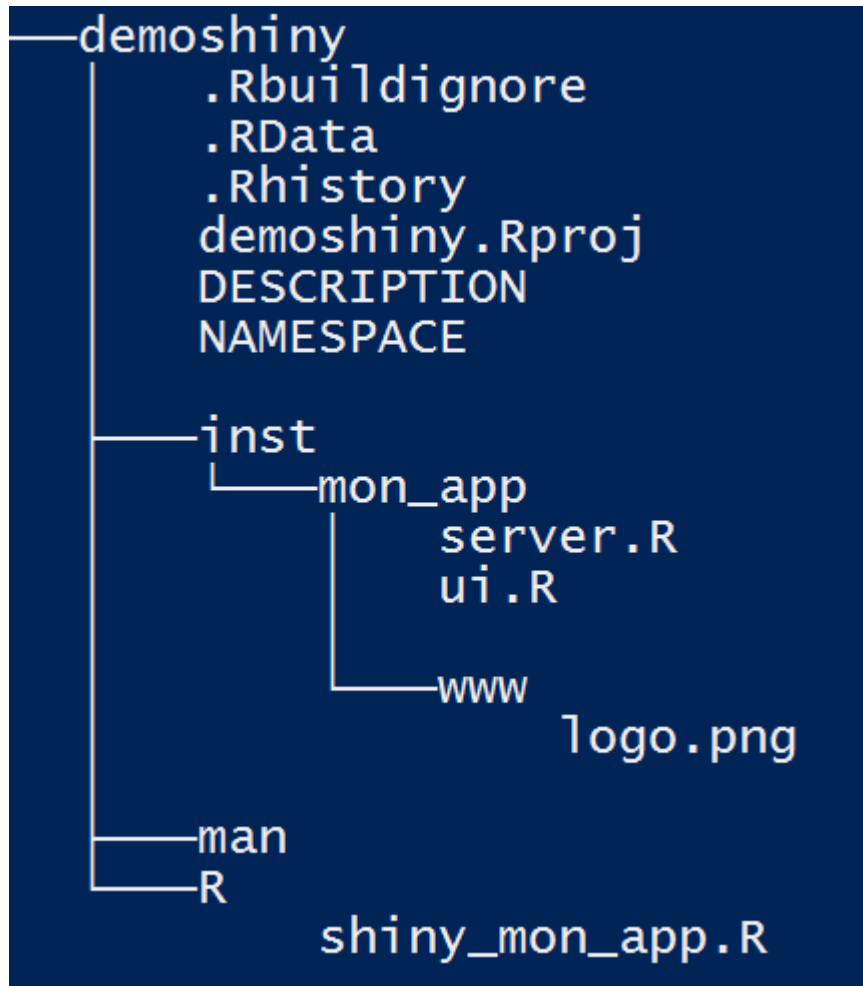 demoshiny
.Rbuildignore
.RData
.Rhistory
demoshiny.Rproj
DESCRIPTION
NAMESPACE
inst
mon_app
server.R
ui.R
www
logo.png
man
R
shiny_mon_app.R